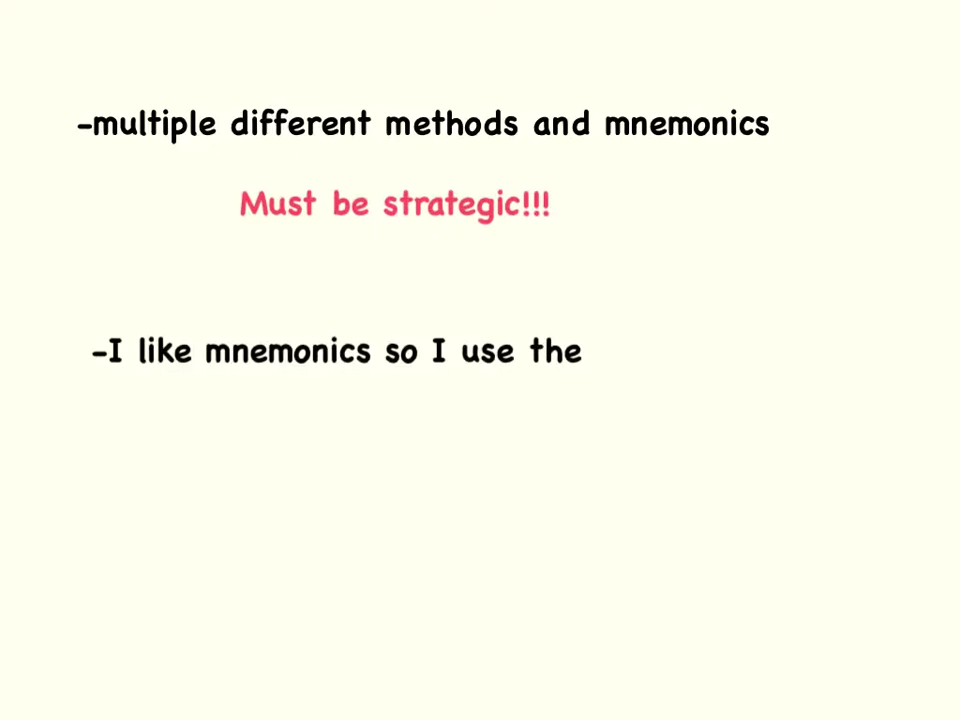 -multiple different methods and mnemonics
Must be strategic!!!
-I like mnemonics so I use the